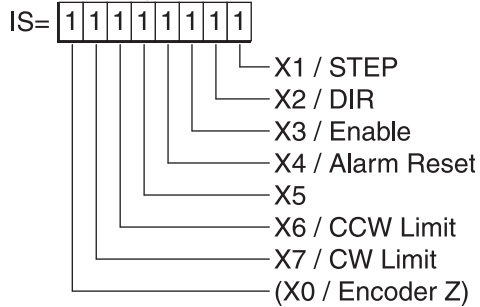 IS= 1 1 1 1 1 1 1 1
X1 / STEP
X2 / DIR
X3 / Enable
X4 / Alarm Reset
X5
X6 / CCW Limit
X7 / CW Limit
(X0 / Encoder Z)